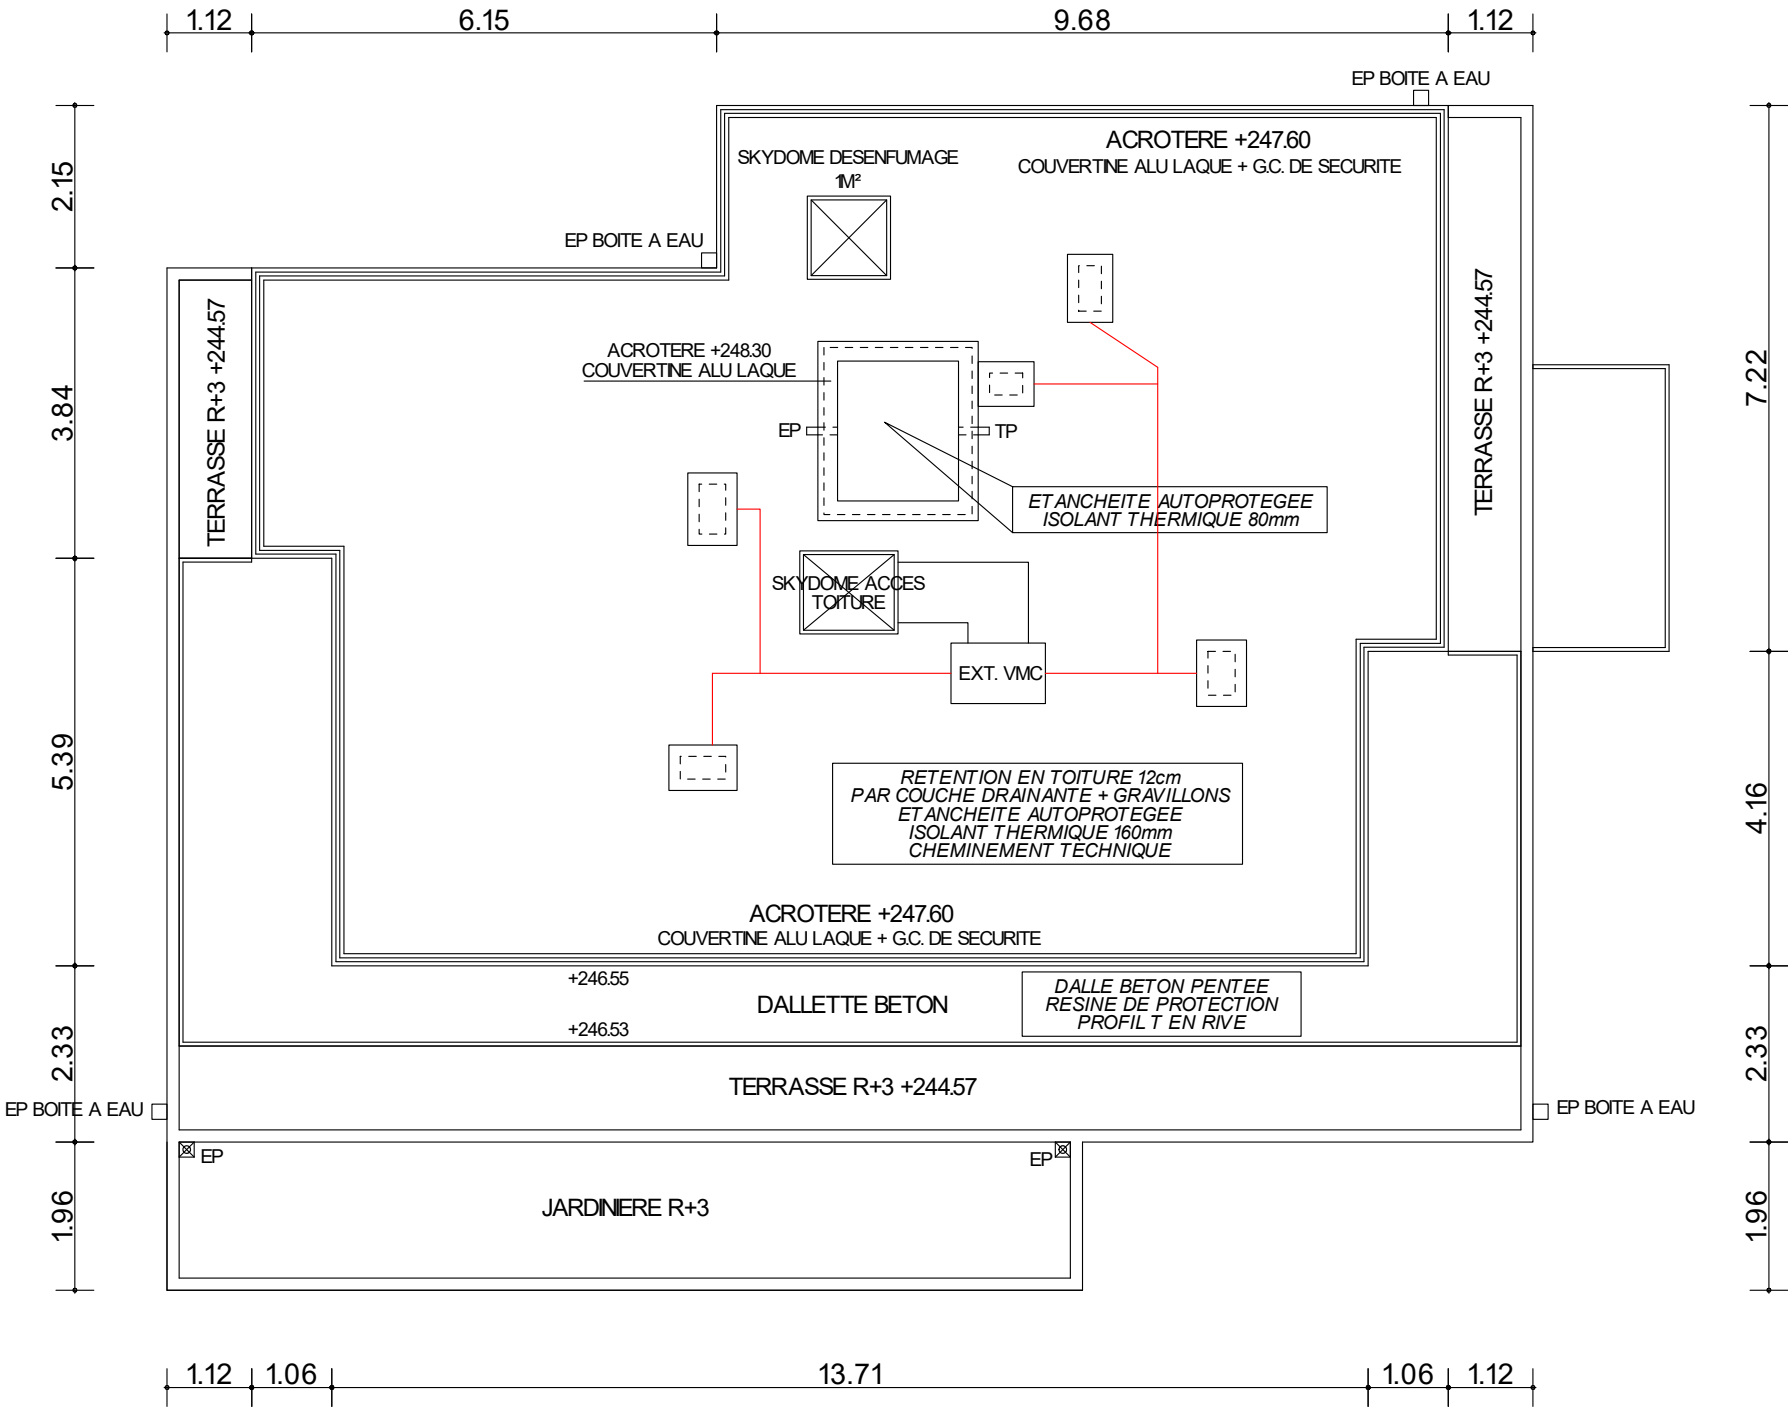 1.12
6.15
9.68
1.12
EP BOITE A EAU
ACROTERE +247.60
COUVERTINE ALU LAQUE + G.C. DE SECURITE
SKYDOME DESENFUMAGE
1M²
EP BOITE A EAU
2.15
3.84
5.39
2.33
1.96
TERRASSE R+3 +244.57
ACROTERE +248.30
COUVERTINE ALU LAQUE
EP
TP
ETANCHEITE AUTOPROTEGEE
ISOLANT THERMIQUE 80mm
TERRASSE R+3 +244.57
7.22
4.16
2.33
1.96
SKYDOME ACCES
TOITURE
EXT. VMC
RETENTION EN TOITURE 12cm
PAR COUCHE DRAINANTE + GRAVILLONS
ETANCHEITE AUTOPROTEGEE
ISOLANT THERMIQUE 160mm
CHEMINEMENT TECHNIQUE
ACROTERE +247.60
COUVERTINE ALU LAQUE + G.C. DE SECURITE
+246.55
DALLETTE BETON
+246.53
DALLE BETON PENTEE
RESINE DE PROTECTION
PROFIL T EN RIVE
TERRASSE R+3 +244.57
EP BOITE A EAU
EP BOITE A EAU
EP
EP
JARDINIERE R+3
1.12
1.06
13.71
1.06
1.12